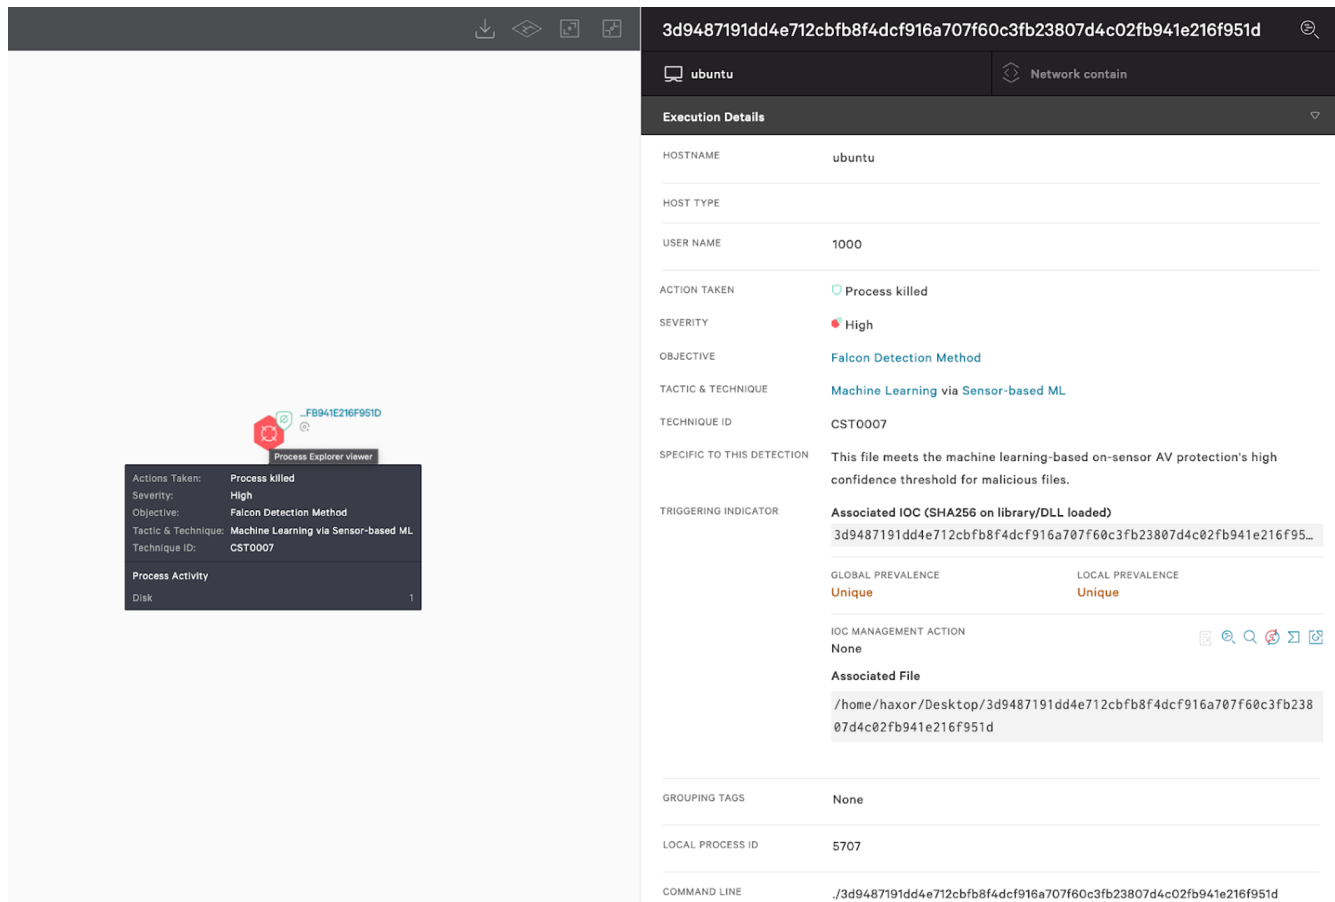 3d9487191dd4e712cbfb8f4dcf916a707f60c3fb23807d4c02fb941e216f951d
ubuntu
Network contain
Execution Details
HOSTNAME
ubuntu
HOST TYPE
USER NAME
1000
ACTION TAKEN
Process killed
SEVERITY
High
OBJECTIVE
Falcon Detection Method
TACTIC & TECHNIQUE
Machine Learning via Sensor-based ML
TECHNIQUE ID
CST0007
SPECIFIC TO THIS DETECTION
This file meets the machine learning-based on-sensor AV protection's high
confidence threshold for malicious files.
TRIGGERING INDICATOR
Associated IOC (SHA256 on library/DLL loaded)
3d9487191dd4e712cbfb8f4dcf916a707f60c3fb23807d4c02fb941e216f95...
GLOBAL PREVALENCE
Unique
LOCAL PREVALENCE
Unique
IOC MANAGEMENT ACTION
None
Associated File
/home/haxor/Desktop/3d9487191dd4e712cbfb8f4dcf916a707f60c3fb238
07d4c02fb941e216f951d
GROUPING TAGS
None
LOCAL PROCESS ID
5707
COMMAND LINE
./3d9487191dd4e712cbfb8f4dcf916a707f60c3fb23807d4c02fb941e216f951d
...FB941E216F951D
Process Explorer viewer
Actions Taken: Process killed
Severity: High
Objective: Falcon Detection Method
Tactic & Technique: Machine Learning via Sensor-based ML
Technique ID: CST0007
Process Activity
Disk 1